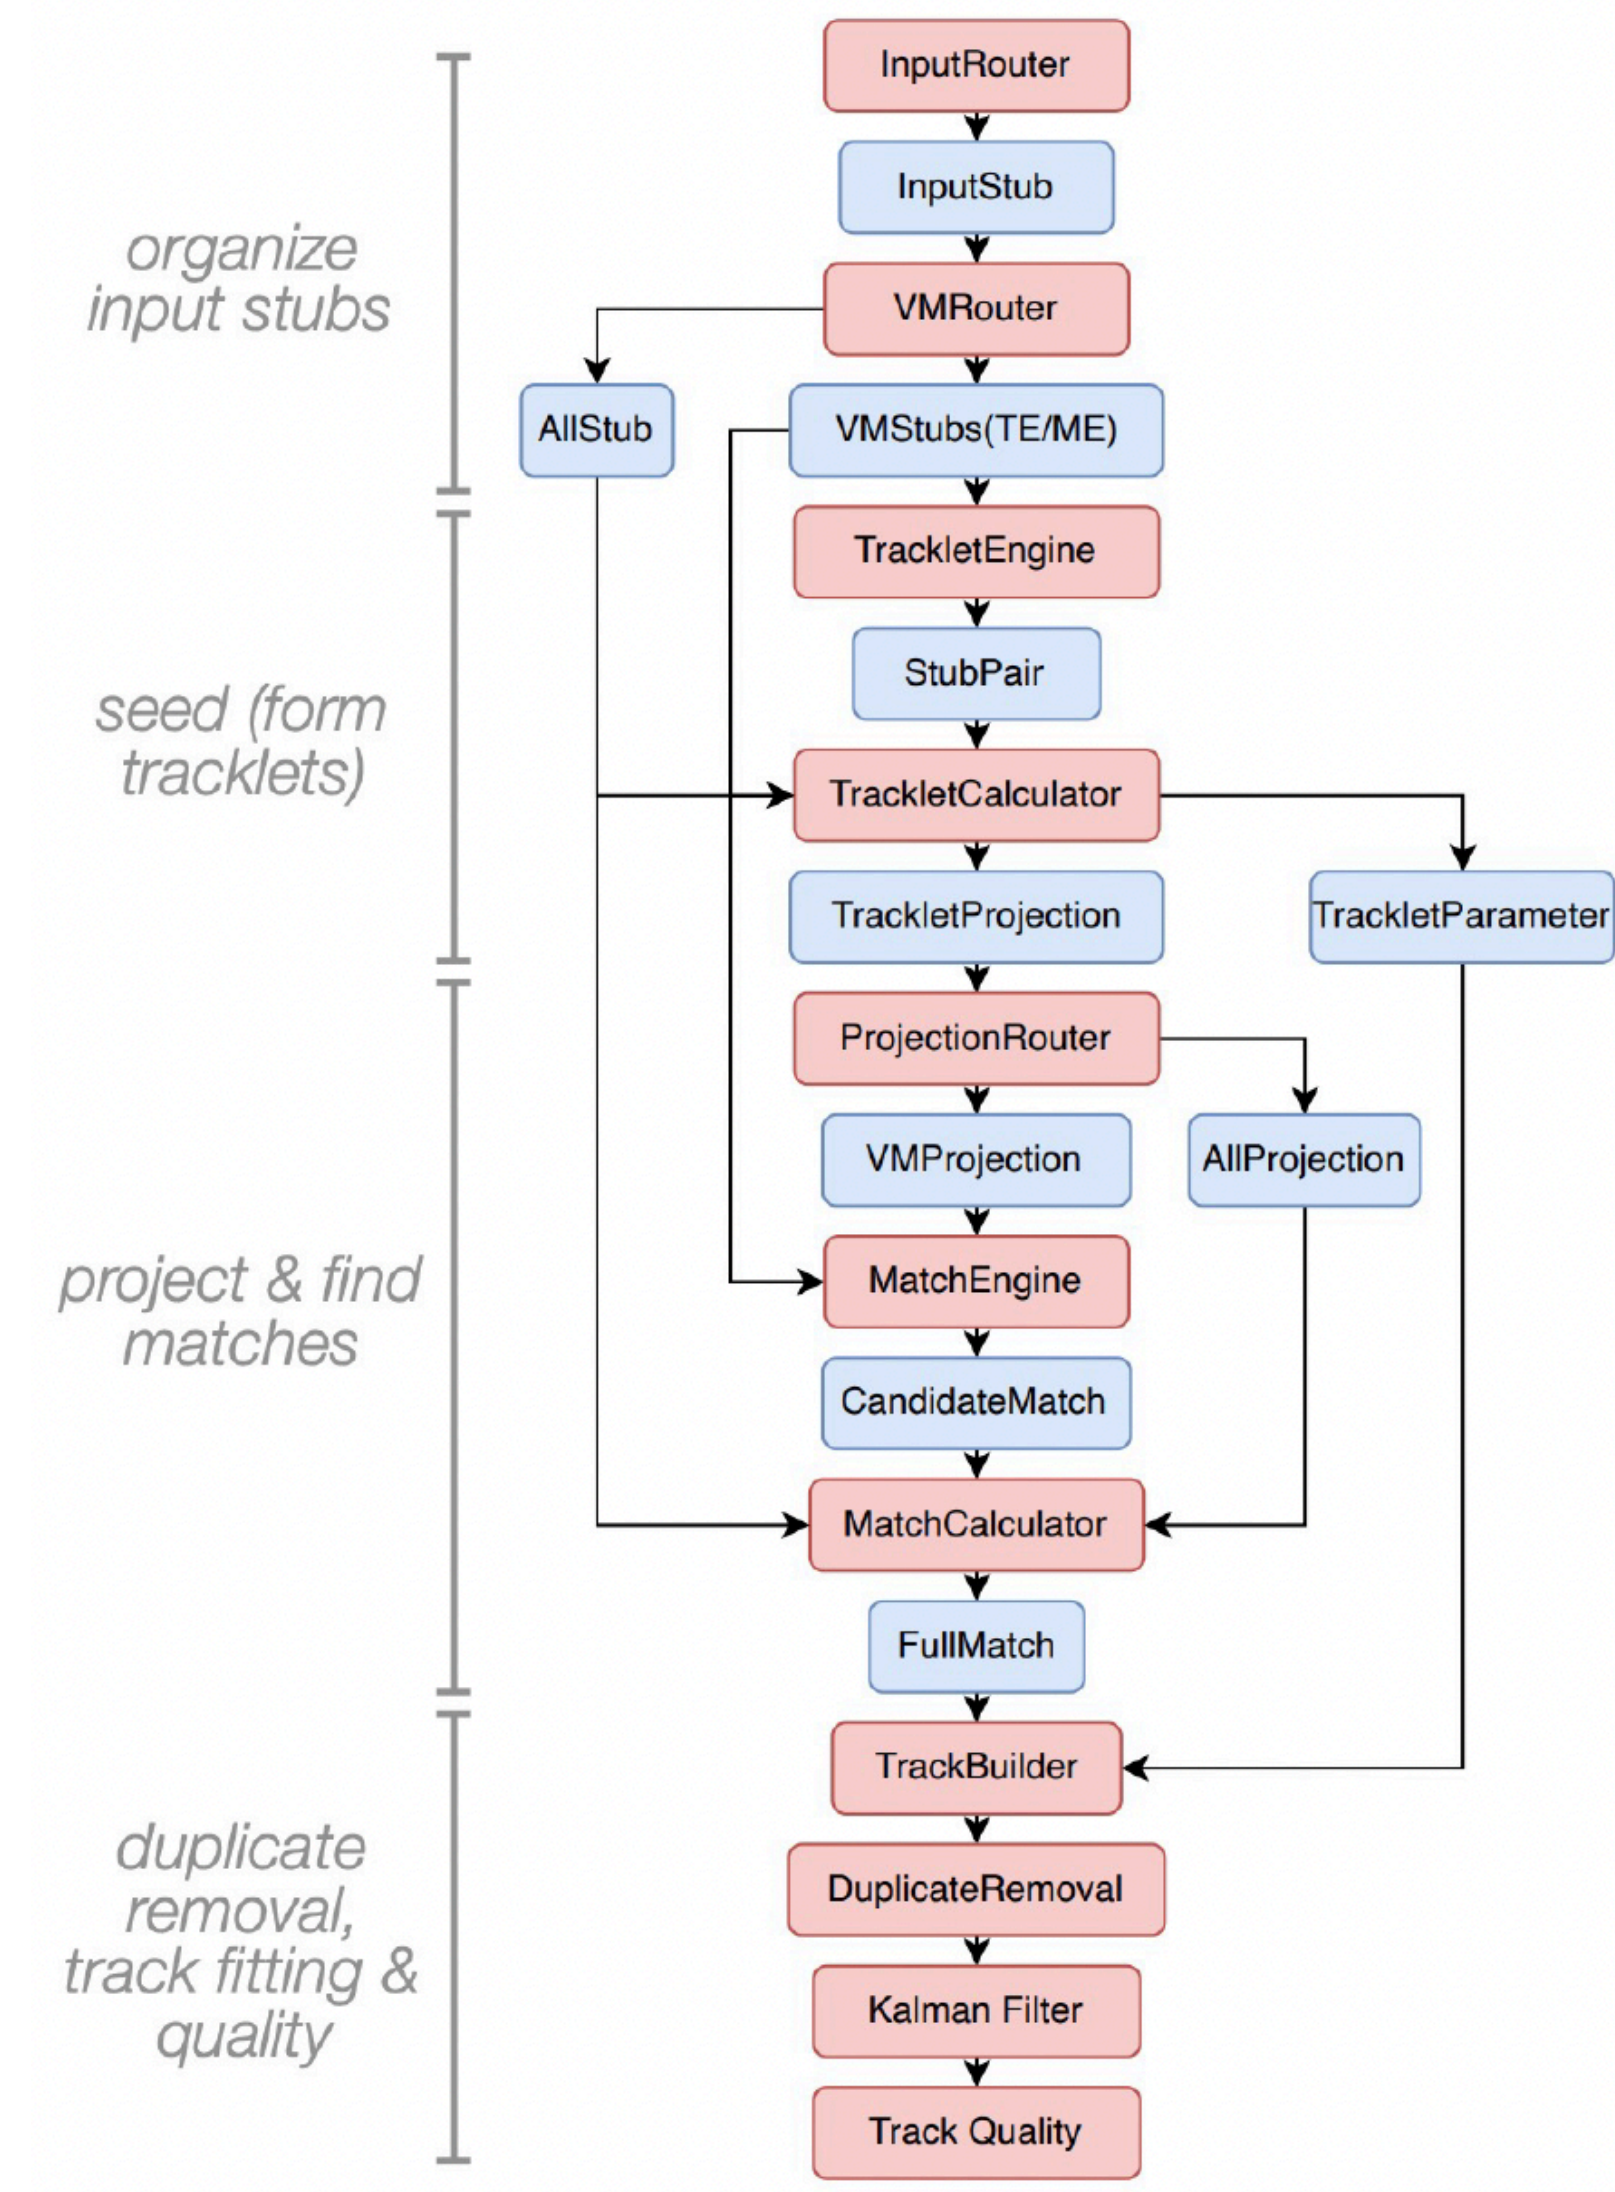 InputRouter
InputStub
organize
input stubs
VMRouter
AllStub
VMStubs(TE/ME)
TrackletEngine
StubPair
seed (form
tracklets)
TrackletCalculator
TrackletProjection
TrackletParameter
ProjectionRouter
VMProjection
AllProjection
project & find
matches
MatchEngine
CandidateMatch
MatchCalculator
FullMatch
TrackBuilder
duplicate
removal,
track fitting &
quality
DuplicateRemoval
Kalman Filter
Track Quality